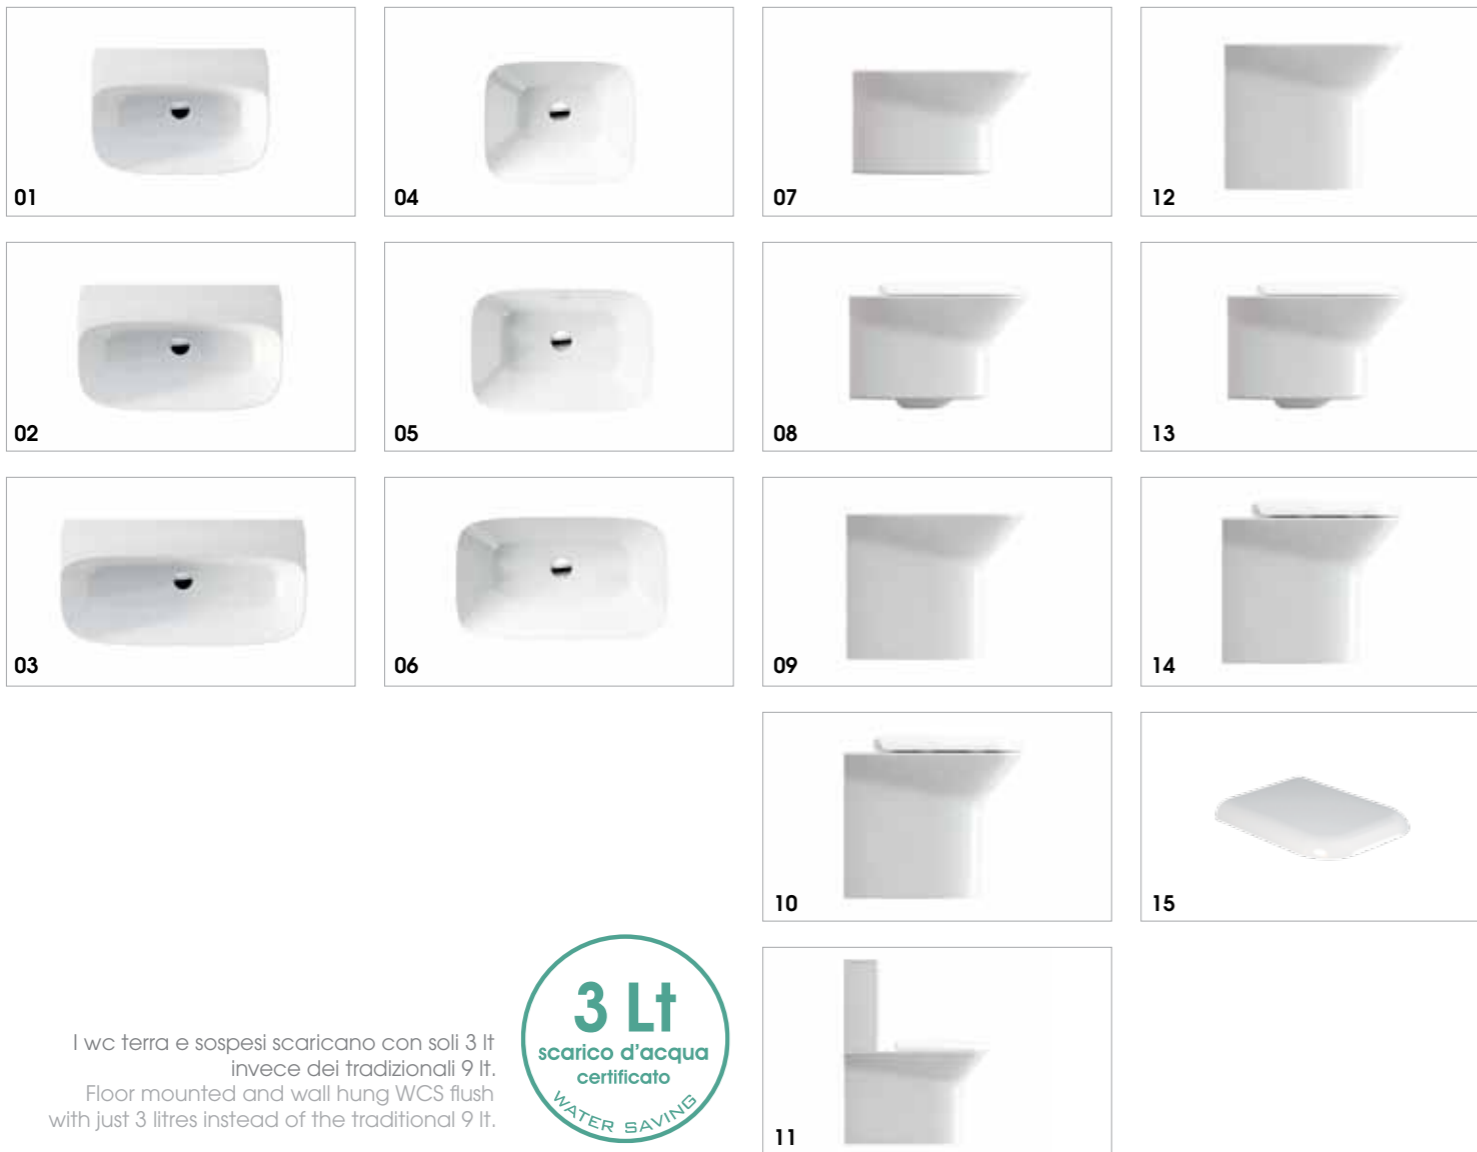 01
04
07
12
02
05
08
13
03
06
09
14
10
15
11
I wc terra e sospesi scaricano con soli 3 lt
invece dei tradizionali 9 lt.
Floor mounted and wall hung WCS flush
with just 3 litres instead of the traditional 9 lt.
3 Lt
scarico d'acqua
certificato
WATER SAVING